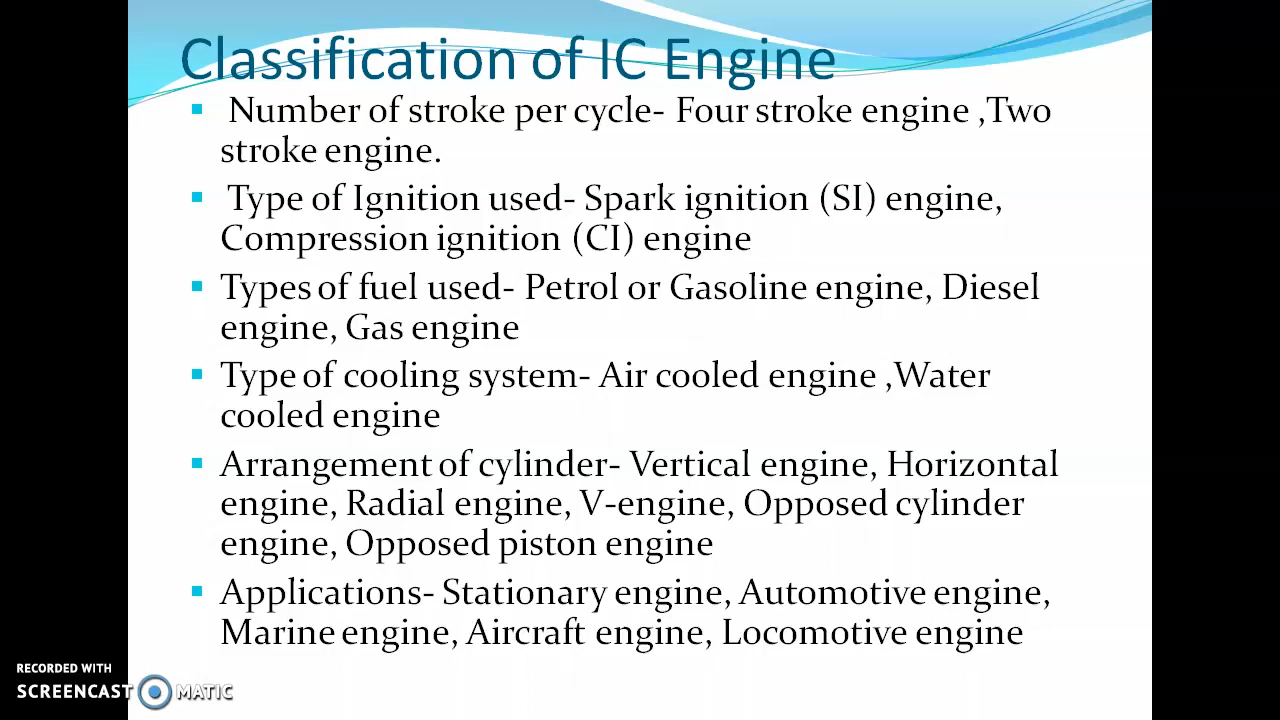 Classification of IC Engine
Number of stroke per cycle- Four stroke engine ,Two
stroke engine.
Type of Ignition used- Spark ignition (SI) engine,
Compression ignition (CI) engine
Types of fuel used- Petrol or Gasoline engine, Diesel
engine, Gas engine
Type of cooling system- Air cooled engine ,Water
cooled engine
Arrangement of cylinder- Vertical engine, Horizontal
engine, Radial engine, V-engine, Opposed cylinder
engine, Opposed piston engine
Applications- Stationary engine, Automotive engine,
Marine engine, Aircraft engine, Locomotive engine
RECORDED WITH
SCREENCAST MATIC